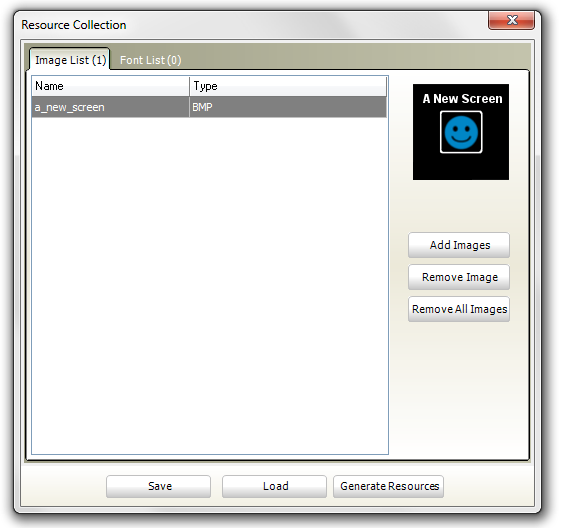 Resource Collection
Image List (1) Font List (0)
Name Type
a_new_screen BMP
A New Screen
Add Images
Remove Image
Remove All Images
Save Load Generate Resources